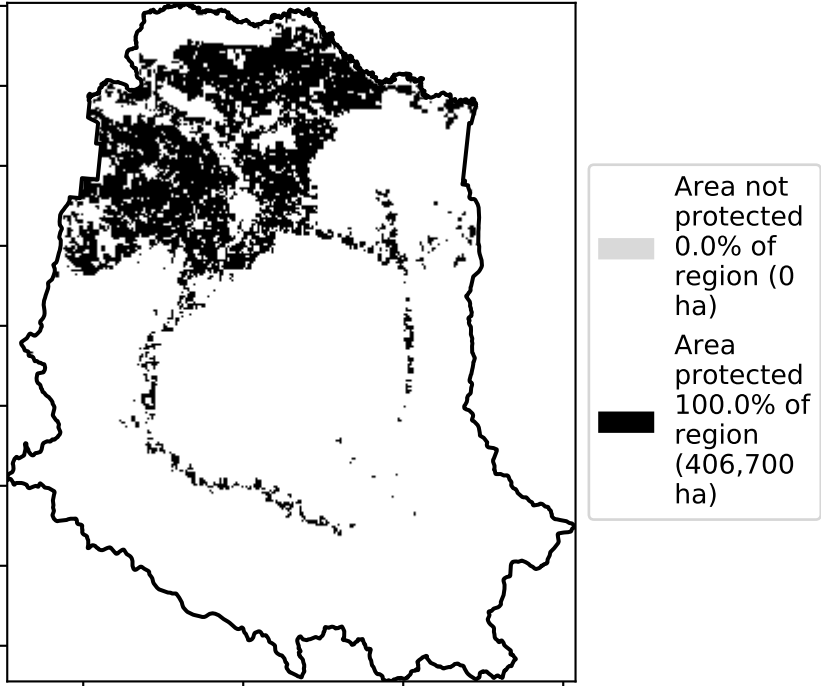 Area not
protected
0.0% of
region (0
ha)
Area
protected
100.0% of
region
(406,700
ha)